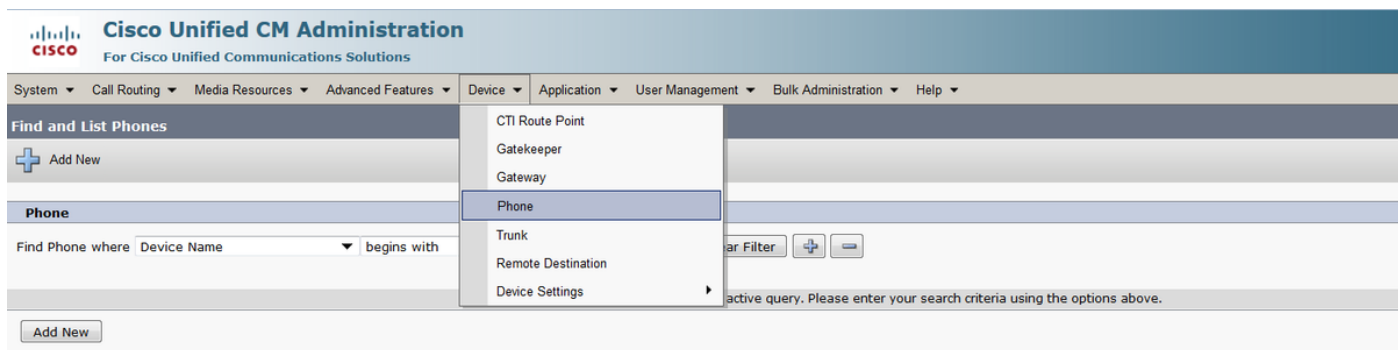 Cisco Unified CM Administration
CISCO
For Cisco Unified Communications Solutions
System Call Routing Media Resources Advanced Features Device Application User Management Bulk Administration Help
Find and List Phones
Add New
CTI Route Point
Gatekeeper
Gateway
Phone
Trunk
Remote Destination
Device Settings
Phone
Find Phone where Device Name begins with Filter
active query. Please enter your search criteria using the options above.
Add New